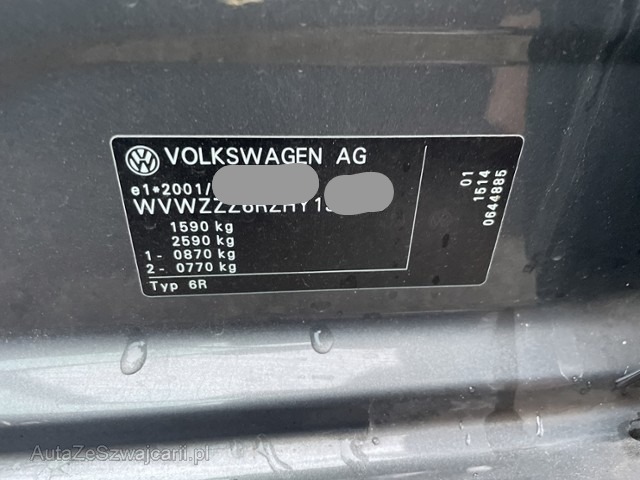 VOLKSWAGEN AG
e1*2001/
WVWZZZ6RZHY1
1590 kg
2590 kg
1 - 0870 kg
2 - 0770 kg
Typ 6R
01
1514
0644885
AutaZeSzwajcarii.pl